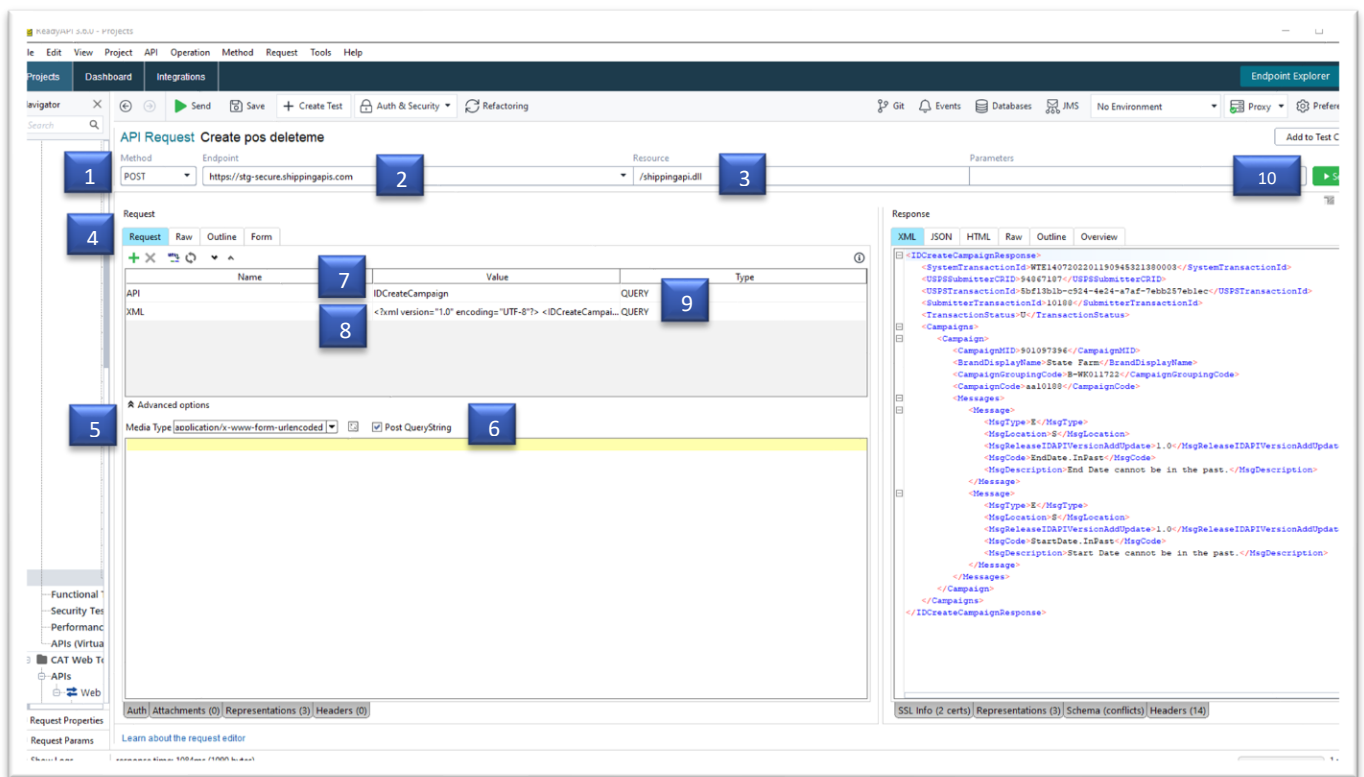 ReadyAPI 3.8.0 - Projects
le Edit View Project API Operation Method Request Tools Help
Projects Dashboard Integrations Endpoint Explorer
Navigator Send Save Create Test Auth & Security Refactoring Git Events Databases JMS No Environment Proxy Prefere
Search
API Request Create pos deleteme Add to Test C
Method Endpoint Resource Parameters
1 POST https://stg-secure.shippingapis.com 2 /shippingapi.dll 3 10
Request Response
4 Request Raw Outline Form XML JSON HTML Raw Outline Overview
Name 7 Value Type
API IDCreateCampaign QUERY 9
XML 8 <?xml version="1.0" encoding="UTF-8"?> <IDCreateCampai... QUERY
Advanced options
5 Media Type application/x-www-form-urlencoded Post QueryString 6
<IDCreateCampaignResponse>
<SystemTransactionId>WTE1407202201190945321380003</SystemTransactionId>
<USPSSubmitterCRID>94867187</USPSSubmitterCRID>
<USPSTransactionId>5bf13b1b-c924-4e24-a7af-7ebb257eb1ec</USPSTransactionId>
<SubmitterTransactionId>10188</SubmitterTransactionId>
<TransactionStatus>U</TransactionStatus>
<Campaigns>
<Campaign>
<CampaignMID>901097396</CampaignMID>
<BrandDisplayName>State Farm</BrandDisplayName>
<CampaignGroupingCode>B-WK011722</CampaignGroupingCode>
<CampaignCode>aa10188</CampaignCode>
<Messages>
<Message>
<MsgType>E</MsgType>
<MsgLocation>S</MsgLocation>
<MsgReleaseIDAPIVersionAddUpdate>1.0</MsgReleaseIDAPIVersionAddUpdat
<MsgCode>EndDate.InPast</MsgCode>
<MsgDescription>End Date cannot be in the past.</MsgDescription>
</Message>
<Message>
<MsgType>E</MsgType>
<MsgLocation>S</MsgLocation>
<MsgReleaseIDAPIVersionAddUpdate>1.0</MsgReleaseIDAPIVersionAddUpdat
<MsgCode>StartDate.InPast</MsgCode>
<MsgDescription>Start Date cannot be in the past.</MsgDescription>
</Message>
</Messages>
</Campaign>
</Campaigns>
</IDCreateCampaignResponse>
Functional
Security Tes
Performanc
APIs (Virtua
CAT Web To
APIs
Web
Auth Attachments (0) Representations (3) Headers (0) SSL Info (2 certs) Representations (3) Schema (conflicts) Headers (14)
Request Properties
Request Params
Learn about the request editor